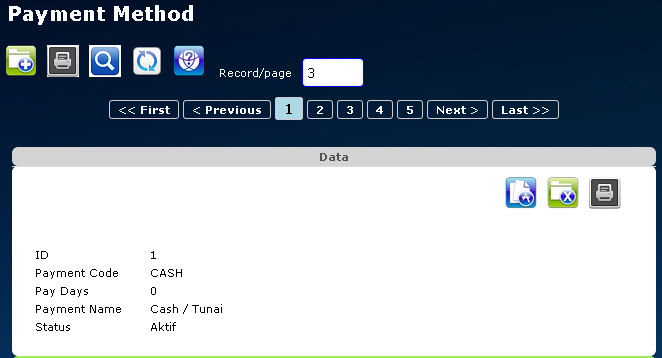 Payment Method
Record/page 3
<< First < Previous 1 2 3 4 5 Next > Last >>
Data
ID 1
Payment Code CASH
Pay Days 0
Payment Name Cash / Tunai
Status Aktif